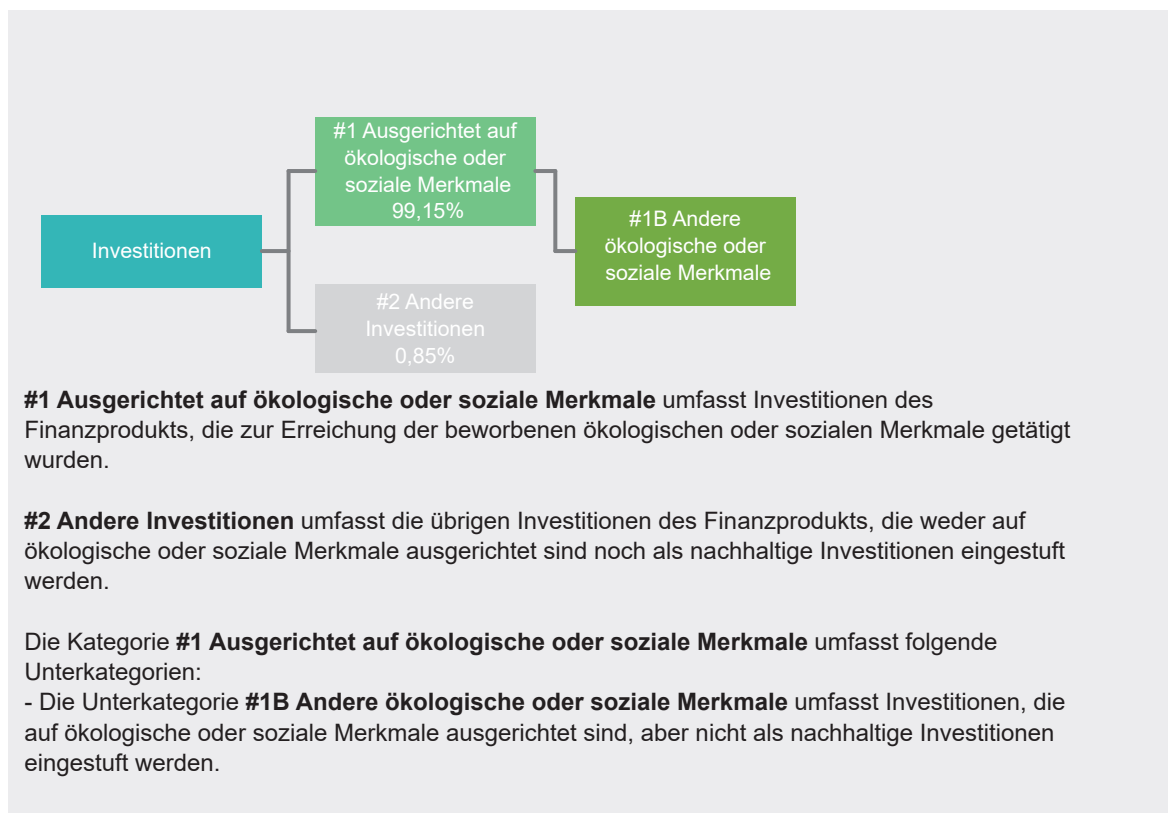 #1 Ausgerichtet auf
ökologische oder
soziale Merkmale
99,15%
Investitionen
#1B Andere
ökologische oder
soziale Merkmale
#2 Andere
Investitionen
0,85%
#1 Ausgerichtet auf ökologische oder soziale Merkmale umfasst Investitionen des
Finanzprodukts, die zur Erreichung der beworbenen ökologischen oder sozialen Merkmale getätigt
wurden.
#2 Andere Investitionen umfasst die übrigen Investitionen des Finanzprodukts, die weder auf
ökologische oder soziale Merkmale ausgerichtet sind noch als nachhaltige Investitionen eingestuft
werden.
Die Kategorie #1 Ausgerichtet auf ökologische oder soziale Merkmale umfasst folgende
Unterkategorien:
- Die Unterkategorie #1B Andere ökologische oder soziale Merkmale umfasst Investitionen, die
auf ökologische oder soziale Merkmale ausgerichtet sind, aber nicht als nachhaltige Investitionen
eingestuft werden.